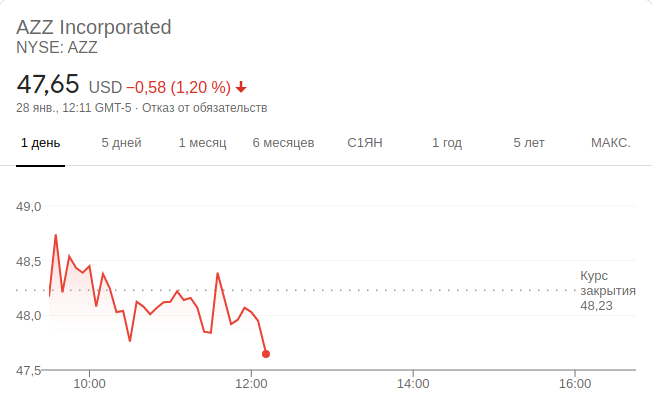 AZZ Incorporated
NYSE: AZZ
47,65 USD −0,58 (1,20 %)
28 янв., 12:11 GMT-5 · Отказ от обязательств
1 день 5 дней 1 месяц 6 месяцев С1ЯН 1 год 5 лет МАКС.
49,0
48,5
Курс
закрытия
48,23
48,0
47,5
10:00 12:00 14:00 16:00